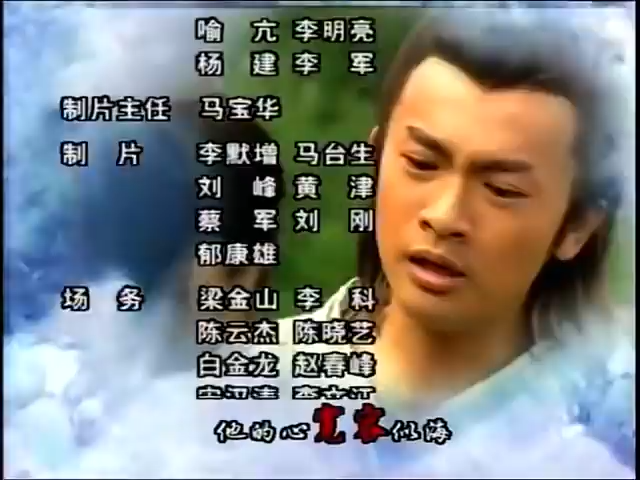 喻 亢 李明亮
杨 建 李 军
制片主任 马宝华
制 片 李默增 马台生
刘 峰 黄 津
蔡 军 刘 刚
郁康雄
场 务 梁金山 李 科
陈云杰 陈晓艺
白金龙 赵春峰
他的心宽容似海